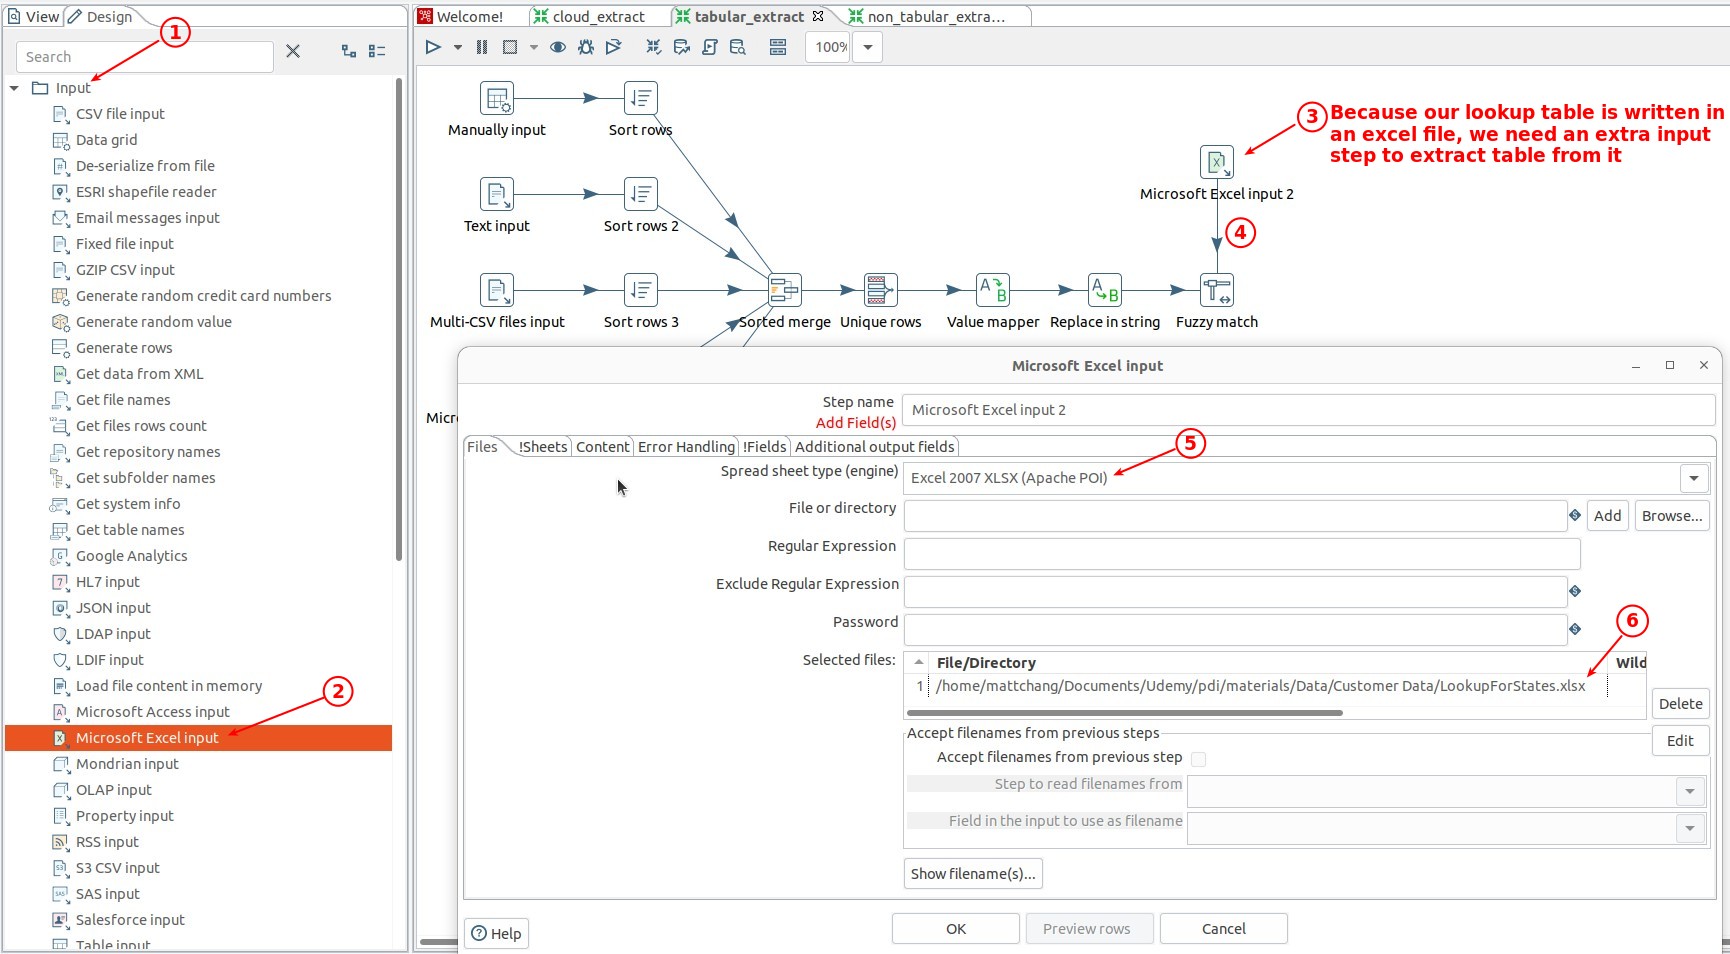 View
Design
Search
Input
CSV file input
Data grid
De-serialize from file
ESRI shapefile reader
Email messages input
Fixed file input
GZIP CSV input
Generate random credit card numbers
Generate random value
Generate rows
Get data from XML
Get file names
Get files rows count
Get repository names
Get subfolder names
Get system info
Get table names
Google Analytics
HL7 input
JSON input
LDAP input
LDIF input
Load file content in memory
Microsoft Access input
Microsoft Excel input
Mondrian input
OLAP input
Property input
RSS input
S3 CSV input
SAS input
Salesforce input
Table input
1
2
Welcome!
cloud_extract
tabular_extract
non_tabular_extra...
100%
Manually input
Sort rows
Text input
Sort rows 2
Multi-CSV files input
Sort rows 3
Sorted merge
Unique rows
Value mapper
Replace in string
Fuzzy match
Microsoft Excel input 2
3
Because our lookup table is written in
an excel file, we need an extra input
step to extract table from it
4
Micr
Microsoft Excel input
Step name
Microsoft Excel input 2
Add Field(s)
Files
!Sheets
Content
Error Handling
!Fields
Additional output fields
5
Spread sheet type (engine)
Excel 2007 XLSX (Apache POI)
File or directory
Add
Browse...
Regular Expression
Exclude Regular Expression
Password
6
Selected files:
File/Directory
Wild
1
/home/mattchang/Documents/Udemy/pdi/materials/Data/Customer Data/LookupForStates.xlsx
Delete
Edit
Accept filenames from previous steps
Accept filenames from previous step
Step to read filenames from
Field in the input to use as filename
Show filename(s)...
Help
OK
Preview rows
Cancel